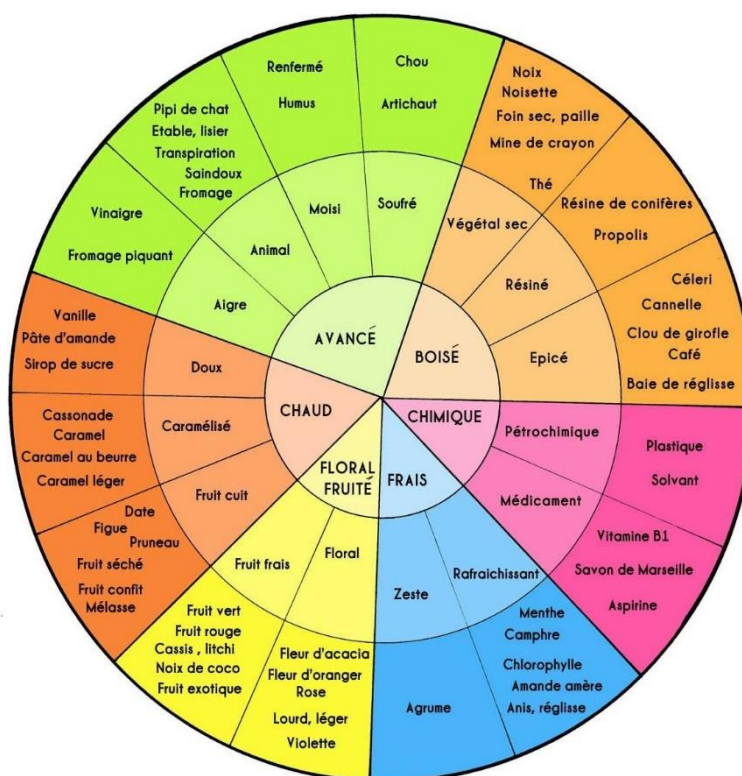 AVANCÉ
Soufré
Chou
Artichaut
Moisi
Renfermé
Humus
Animal
Pipi de chat
Etable, lisier
Transpiration
Saindoux
Fromage
Aigre
Vinaigre
Fromage piquant
BOISÉ
Végétal sec
Noix
Noisette
Foin sec, paille
Mine de crayon
Thé
Résiné
Résine de conifères
Propolis
Epicé
Céleri
Cannelle
Clou de girofle
Café
Baie de réglisse
CHIMIQUE
Pétrochimique
Plastique
Solvant
Médicament
Vitamine B1
Savon de Marseille
Aspirine
FRAIS
Rafraichissant
Menthe
Camphre
Chlorophylle
Amande amère
Anis, réglisse
Zeste
Agrume
FLORAL
FRUITÉ
Floral
Fleur d'acacia
Fleur d'oranger
Rose
Lourd, léger
Violette
Fruit frais
Fruit vert
Fruit rouge
Cassis , litchi
Noix de coco
Fruit exotique
CHAUD
Fruit cuit
Date
Figue
Pruneau
Fruit séché
Fruit confit
Mélasse
Caramélisé
Cassonade
Caramel
Caramel au beurre
Caramel léger
Doux
Vanille
Pâte d'amande
Sirop de sucre